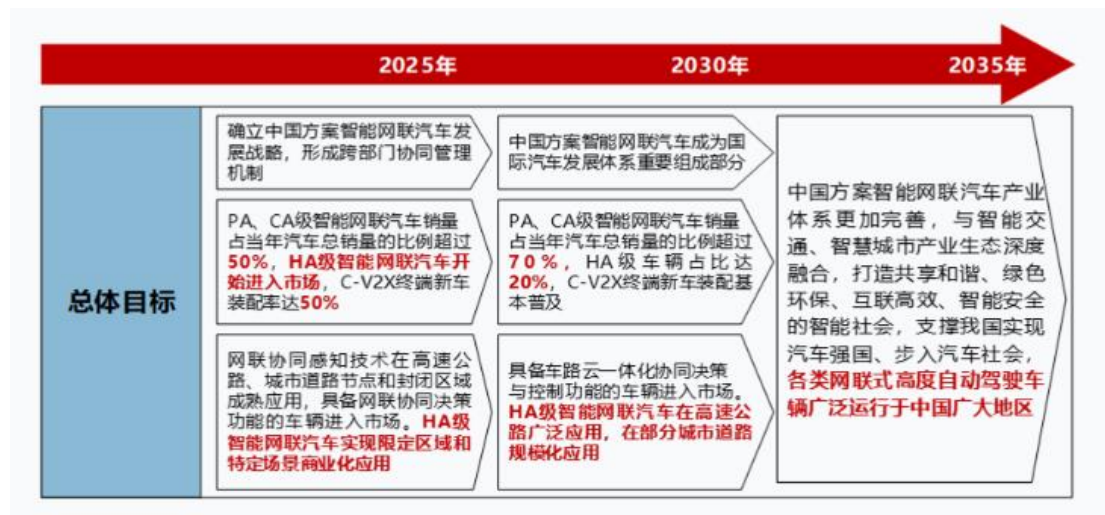 2025年
2030年
2035年
总体目标
确立中国方案智能网联汽车发
展战略，形成跨部门协同管理
机制
PA、CA级智能网联汽车销量
占当年汽车总销量的比例超过
50%，HA级智能网联汽车开
始进入市场，C-V2X终端新车
装配率达50%
网联协同感知技术在高速公
路、城市道路节点和封闭区域
成熟应用，具备网联协同决策
功能的车辆进入市场。HA级
智能网联汽车实现限定区域和
特定场景商业化应用
中国方案智能网联汽车成为国
际汽车发展体系重要组成部分
PA、CA级智能网联汽车销量
占当年汽车总销量的比例超过
70%，HA级车辆占比达
20%，C-V2X终端新车装配基
本普及
具备车路云一体化协同决策
与控制功能的车辆进入市场。
HA级智能网联汽车在高速公
路广泛应用，在部分城市道路
规模化应用
中国方案智能网联汽车产业
体系更加完善，与智能交
通、智慧城市产业生态深度
融合，打造共享和谐、绿色
环保、互联高效、智能安全
的智能社会，支撑我国实现
汽车强国、步入汽车社会，
各类网联式高度自动驾驶车
辆广泛运行于中国广大地区